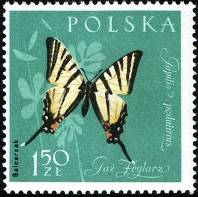 POLSKA
Papilio podalirius
Paź Żeglarz
1.50
ZŁ
Balcerzak